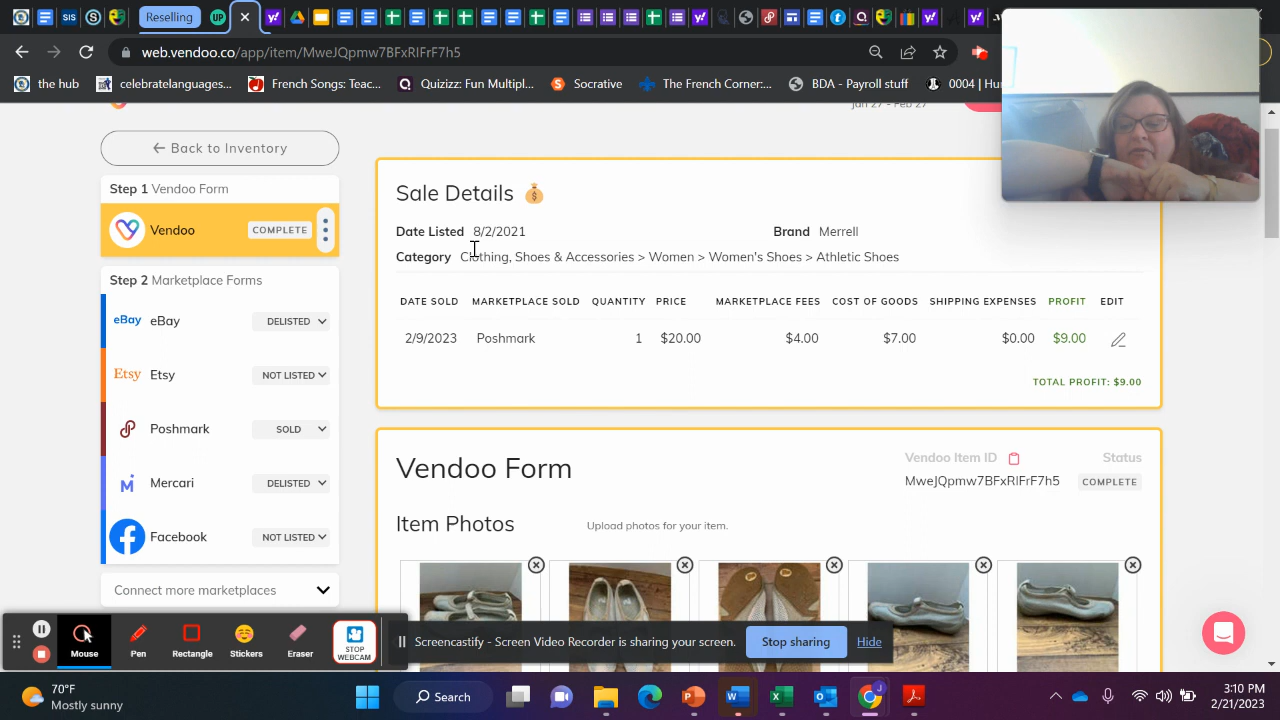 Reselling UP
web.vendoo.co/app/item/MweJQpmw7BFxRIFrF7h5
the hub celebratelanguages... French Songs: Teac... Quizizz: Fun Multipl... Socrative The French Corner:... BDA - Payroll stuff 0004 | Hu
Jan 27 - Feb 27
← Back to Inventory
Step 1 Vendoo Form
Vendoo COMPLETE
Step 2 Marketplace Forms
eBay eBay DELISTED
Etsy Etsy NOT LISTED
Poshmark SOLD
Mercari DELISTED
Facebook NOT LISTED
Connect more marketplaces
Sale Details
Date Listed 8/2/2021 Brand Merrell
Category Clothing, Shoes & Accessories > Women > Women's Shoes > Athletic Shoes
DATE SOLD MARKETPLACE SOLD QUANTITY PRICE MARKETPLACE FEES COST OF GOODS SHIPPING EXPENSES PROFIT EDIT
2/9/2023 Poshmark 1 $20.00 $4.00 $7.00 $0.00 $9.00
TOTAL PROFIT: $9.00
Vendoo Form
Vendoo Item ID Status
MweJQpmw7BFxRIFrF7h5 COMPLETE
Item Photos Upload photos for your item.
Mouse Pen Rectangle Stickers Eraser STOP WEBCAM
Screencastify - Screen Video Recorder is sharing your screen. Stop sharing Hide
70°F
Mostly sunny
Search
3:10 PM
2/21/2023